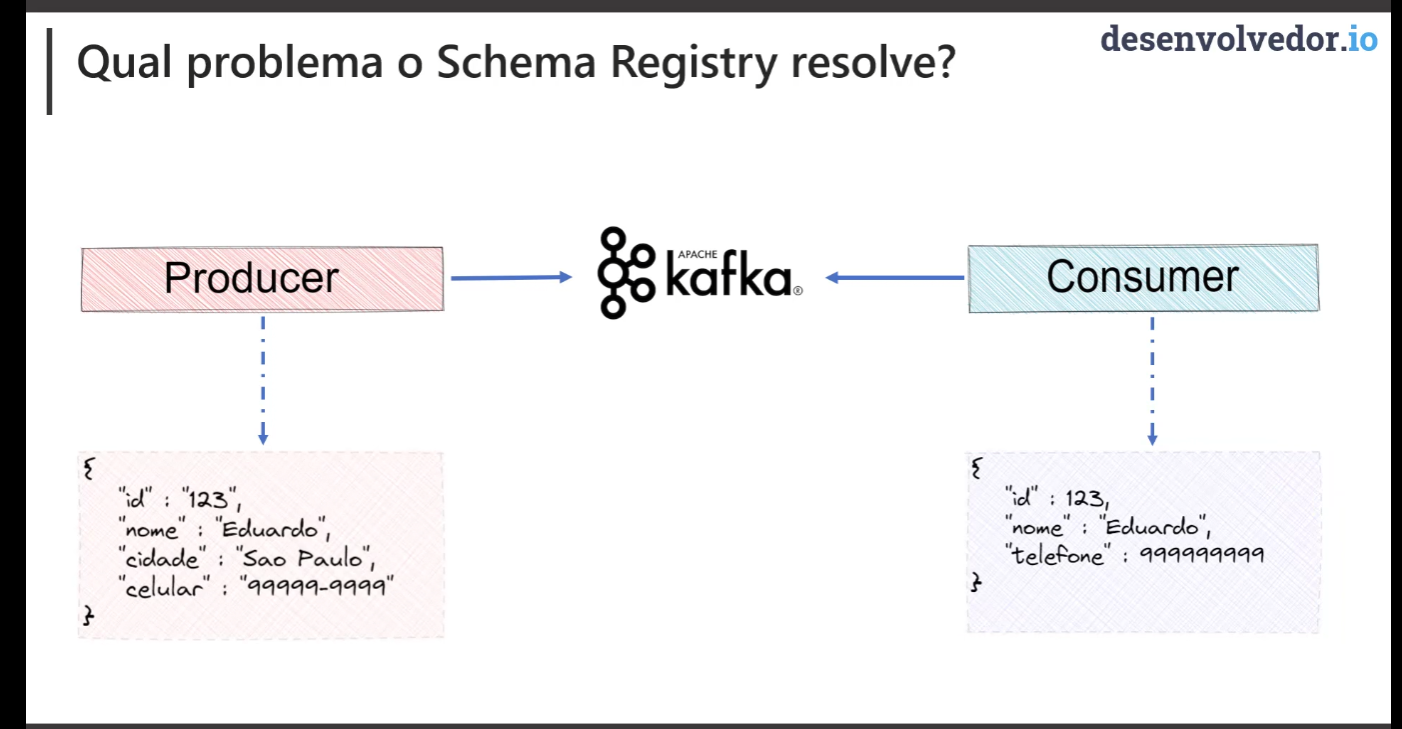 Qual problema o Schema Registry resolve?
desenvolvedor.io
Producer
APACHE
kafka®
Consumer
{
"id" : "123",
"nome" : "Eduardo",
"cidade" : "Sao Paulo",
"celular" : "99999-9999"
}
{
"id" : 123,
"nome" : "Eduardo",
"telefone" : 999999999
}